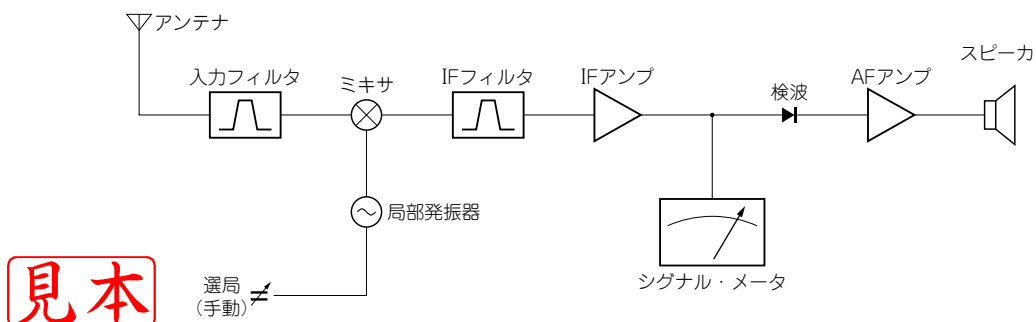 アンテナ
入力フィルタ
ミキサ
IFフィルタ
IFアンプ
検波
AFアンプ
スピーカ
局部発振器
シグナル・メータ
選局
(手動)
見本